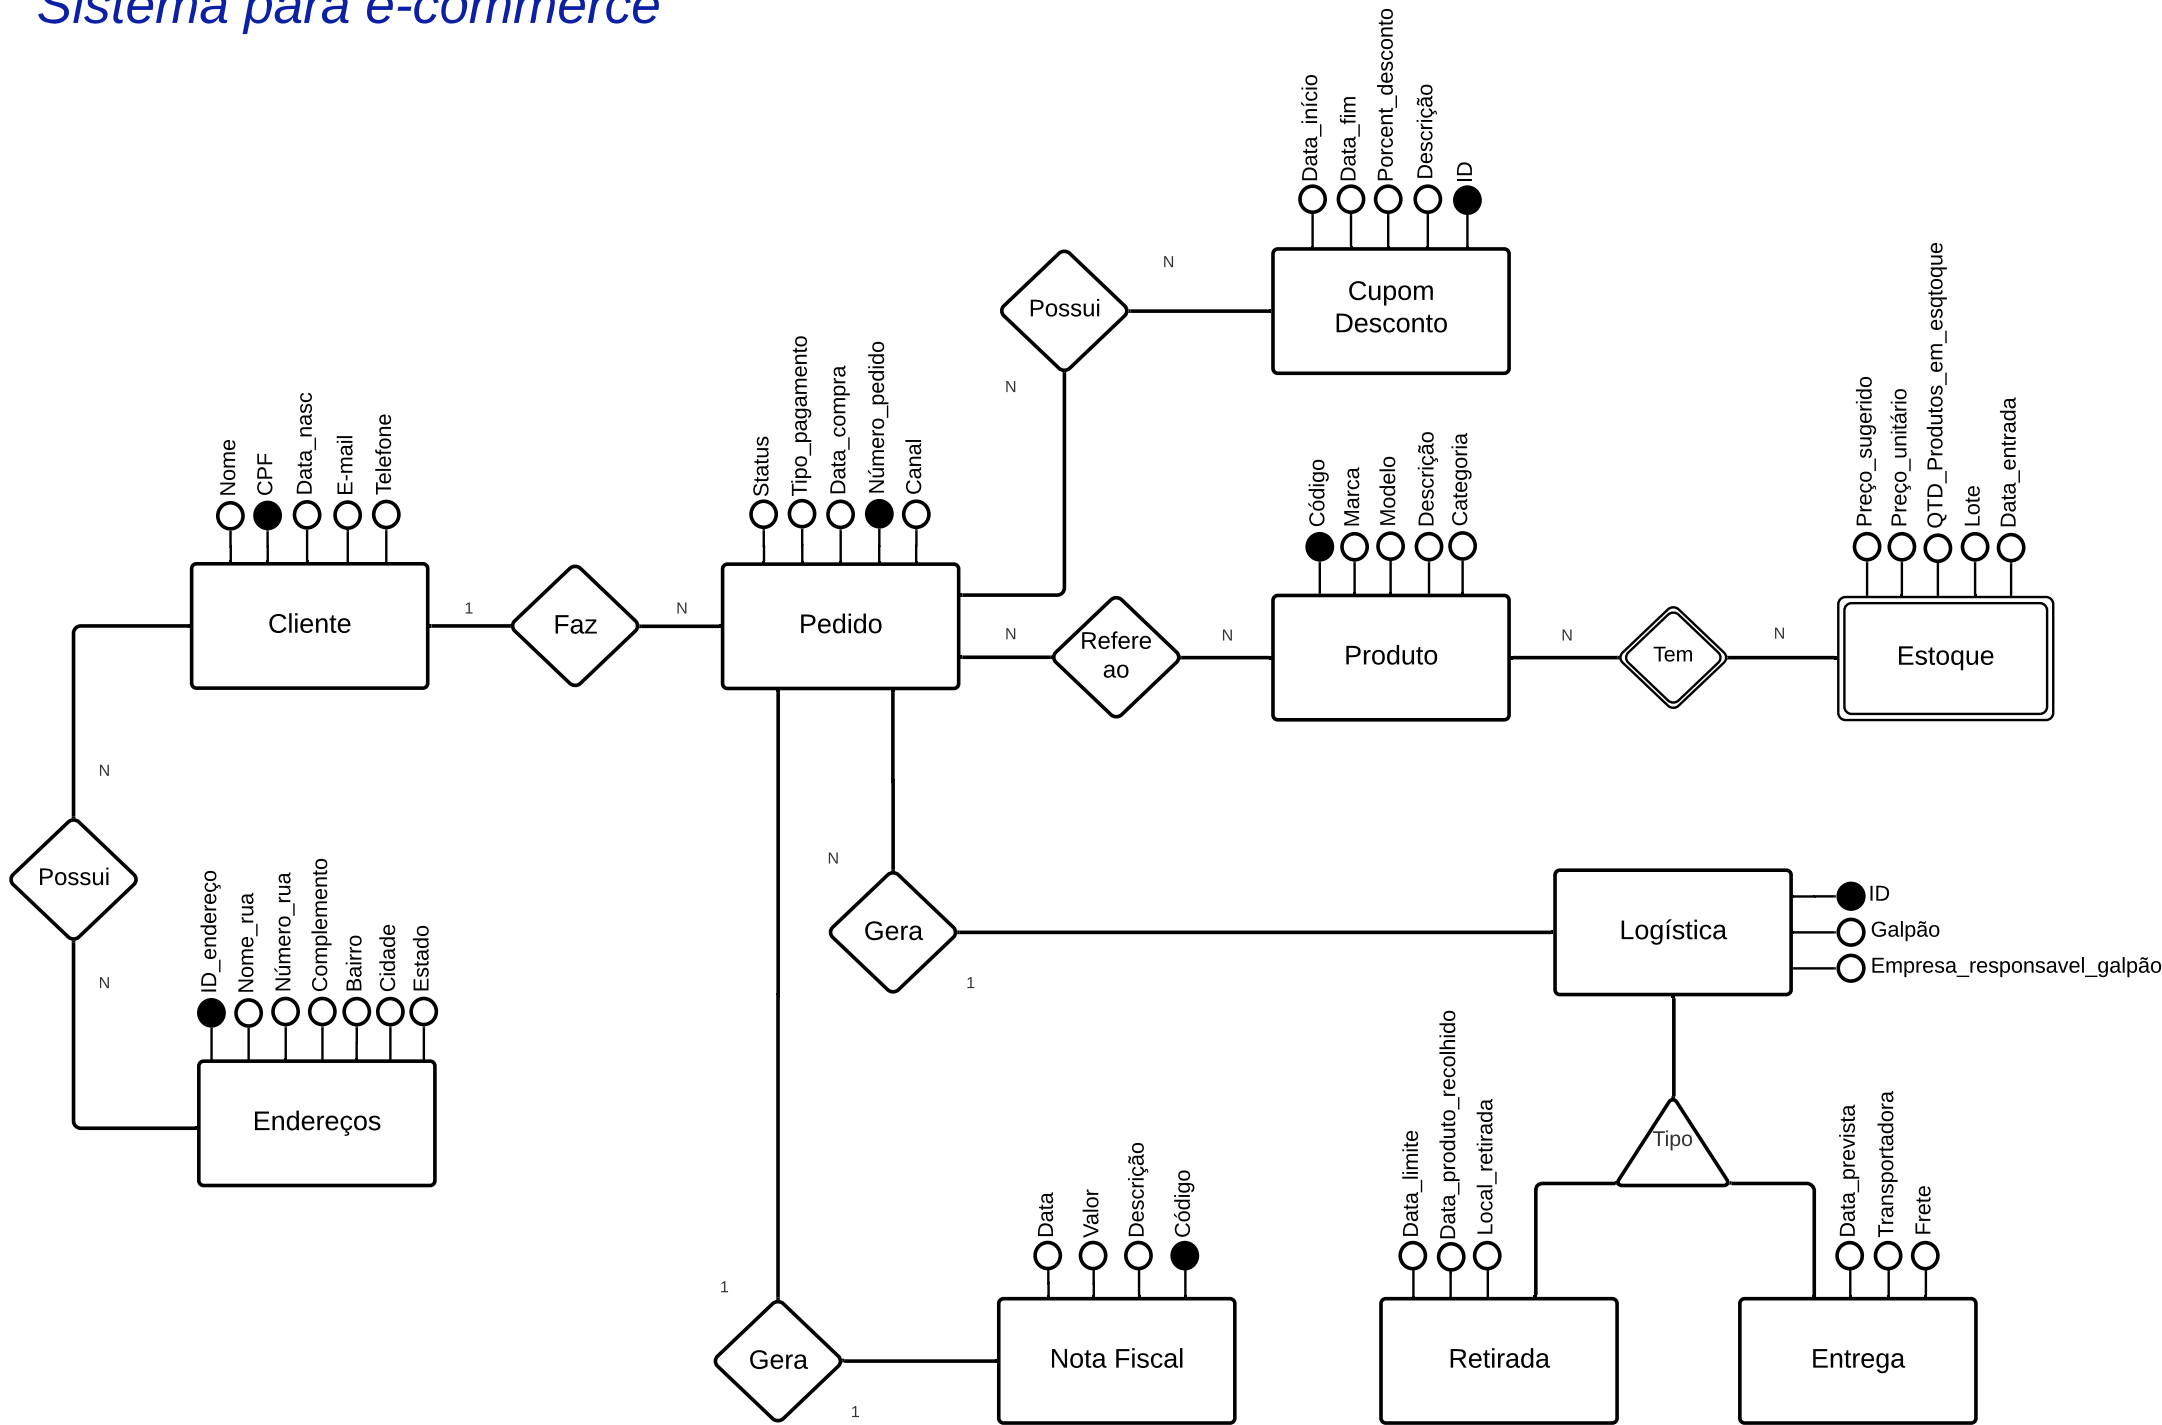 Sistema para e-commerce
Data_início
Data_fim
Porcent_desconto
Descrição
ID
Possui
N
N
Cupom
Desconto
Nome
CPF
Data_nasc
E-mail
Telefone
Cliente
1
Faz
N
Status
Tipo_pagamento
Data_compra
Número_pedido
Canal
Pedido
N
Refere
ao
N
Código
Marca
Modelo
Descrição
Categoria
Produto
N
Tem
N
Preço_sugerido
Preço_unitário
QTD_Produtos_em_esqtoque
Lote
Data_entrada
Estoque
N
Possui
N
ID_endereço
Nome_rua
Número_rua
Complemento
Bairro
Cidade
Estado
Endereços
N
Gera
1
Logística
ID
Galpão
Empresa_responsavel_galpão
Tipo
1
Gera
1
Data
Valor
Descrição
Código
Nota Fiscal
Data_limite
Data_produto_recolhido
Local_retirada
Retirada
Data_prevista
Transportadora
Frete
Entrega